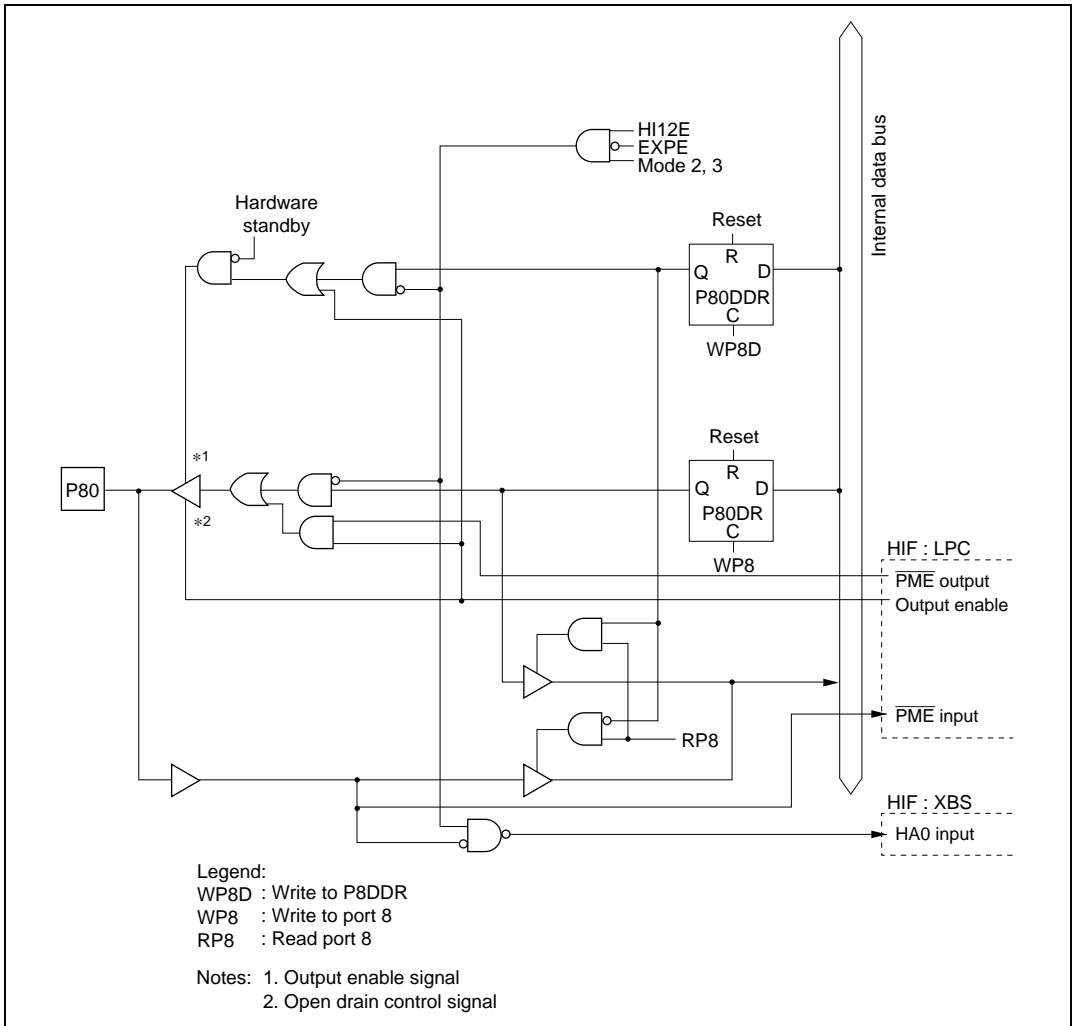 HI12E
EXPE
Mode 2, 3
Internal data bus
Hardware
standby
Reset
R
Q D
P80DDR
C
WP8D
*1
P80
*2
Reset
R
Q D
P80DR
C
WP8
HIF : LPC
PME output
Output enable
PME input
RP8
HIF : XBS
HA0 input
Legend:
WP8D : Write to P8DDR
WP8 : Write to port 8
RP8 : Read port 8
Notes: 1. Output enable signal
2. Open drain control signal